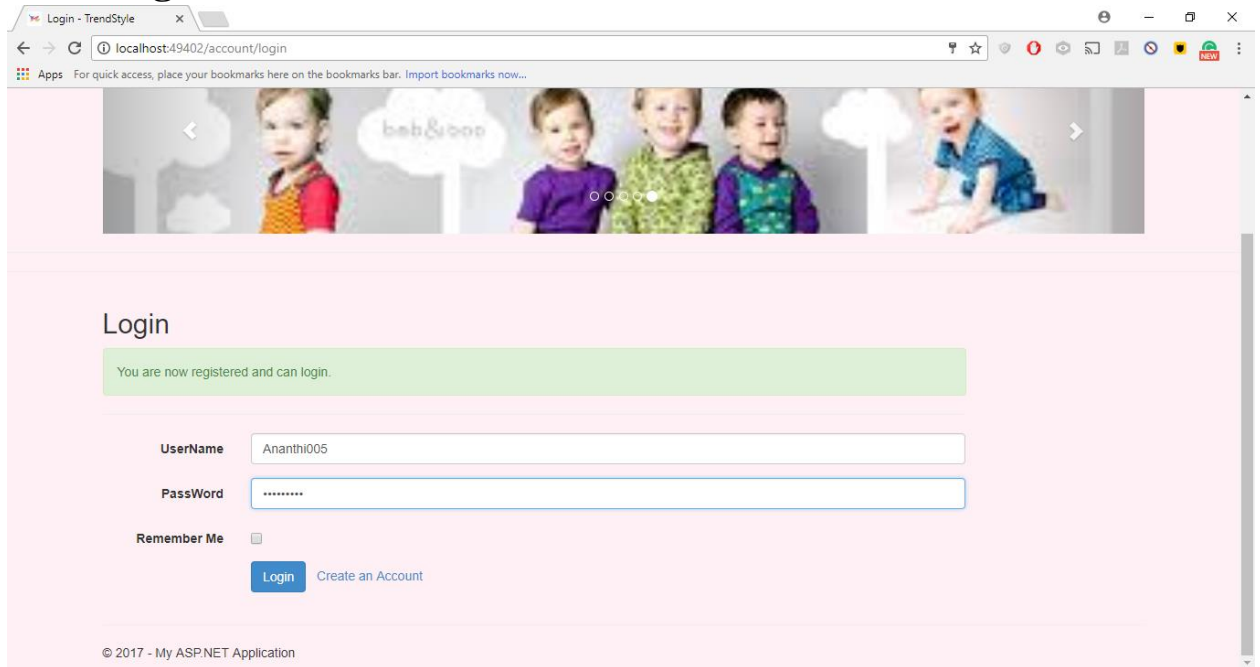 Login - TrendStyle
localhost:49402/account/login
Apps For quick access, place your bookmarks here on the bookmarks bar. Import bookmarks now...
NEW
bob&boo
Login
You are now registered and can login.
UserName Ananthi005
PassWord •••••••••
Remember Me
Login Create an Account
© 2017 - My ASP.NET Application